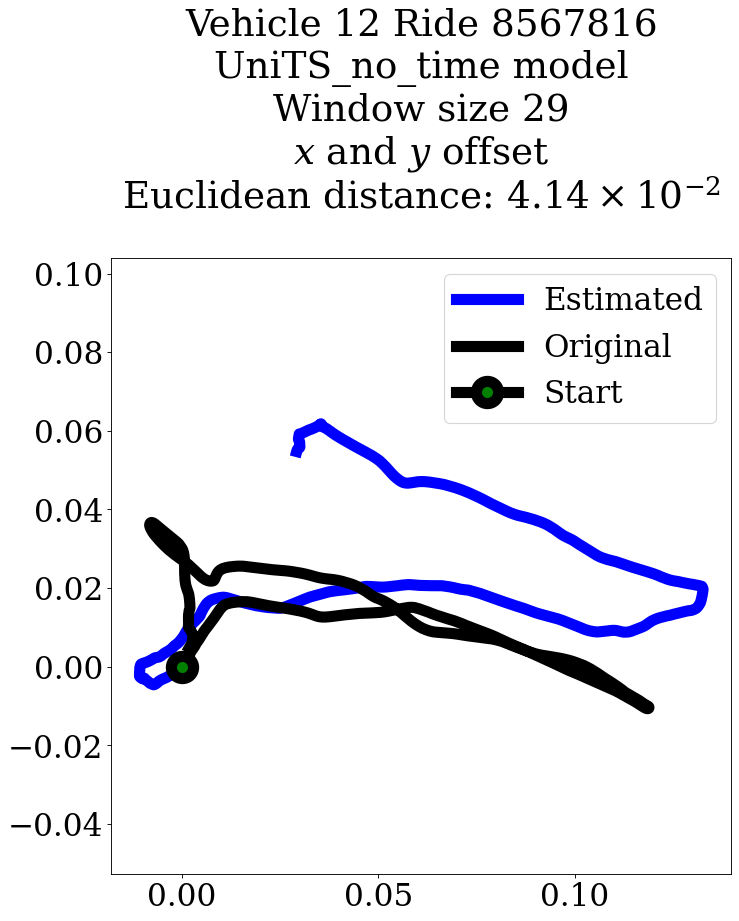 Vehicle 12 Ride 8567816
UniTS_no_time model
Window size 29
x and y offset
Euclidean distance: 4.14 × 10⁻²
Estimated
Original
Start
0.10
0.08
0.06
0.04
0.02
0.00
−0.02
−0.04
0.00 0.05 0.10